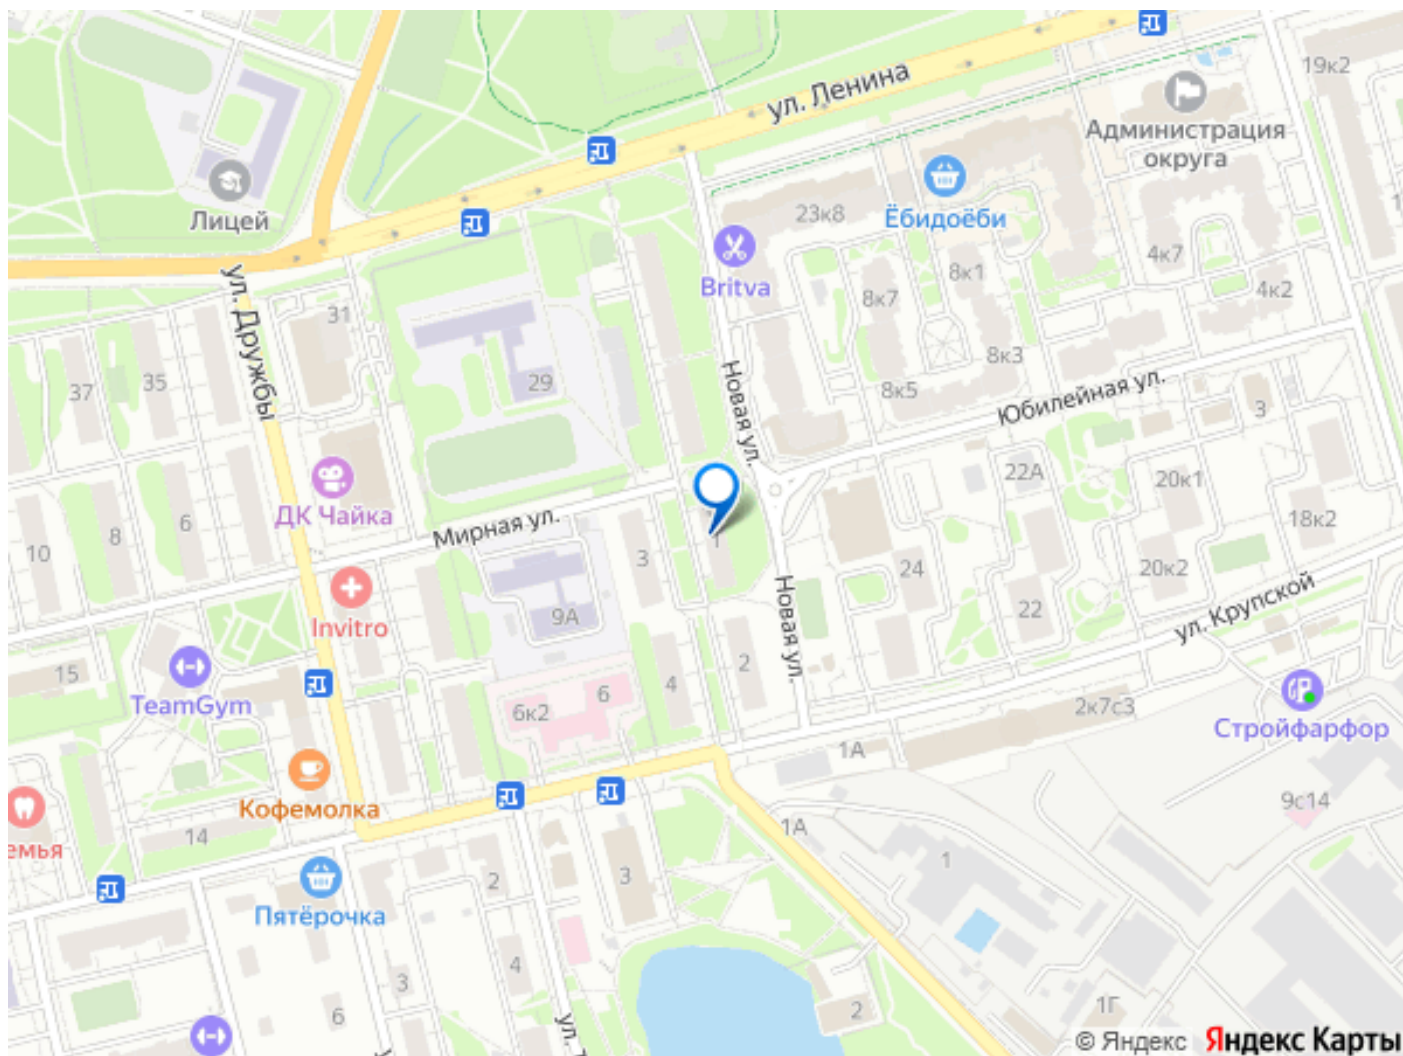 19к2
ул. Ленина
Администрация
округа
Лицей
23к8
Ёбидоёби
Britva
8к7
8к1
4к7
4к2
ул. Дружбы
31
37
35
29
Новая ул.
8к3
8к5
Юбилейная ул.
3
ДК Чайка
22А
20к1
18к2
10
8
6
Мирная ул.
3
1
24
20к2
22
Invitro
9А
Новая ул.
ул. Крупской
15
TeamGym
2
4
6
6к2
2к7с3
Стройфарфор
1А
Кофемолка
9с14
емья
14
1А
1
Пятёрочка
2
3
4
3
6
2
1Г
ул.
© Яндекс Яндекс Карты